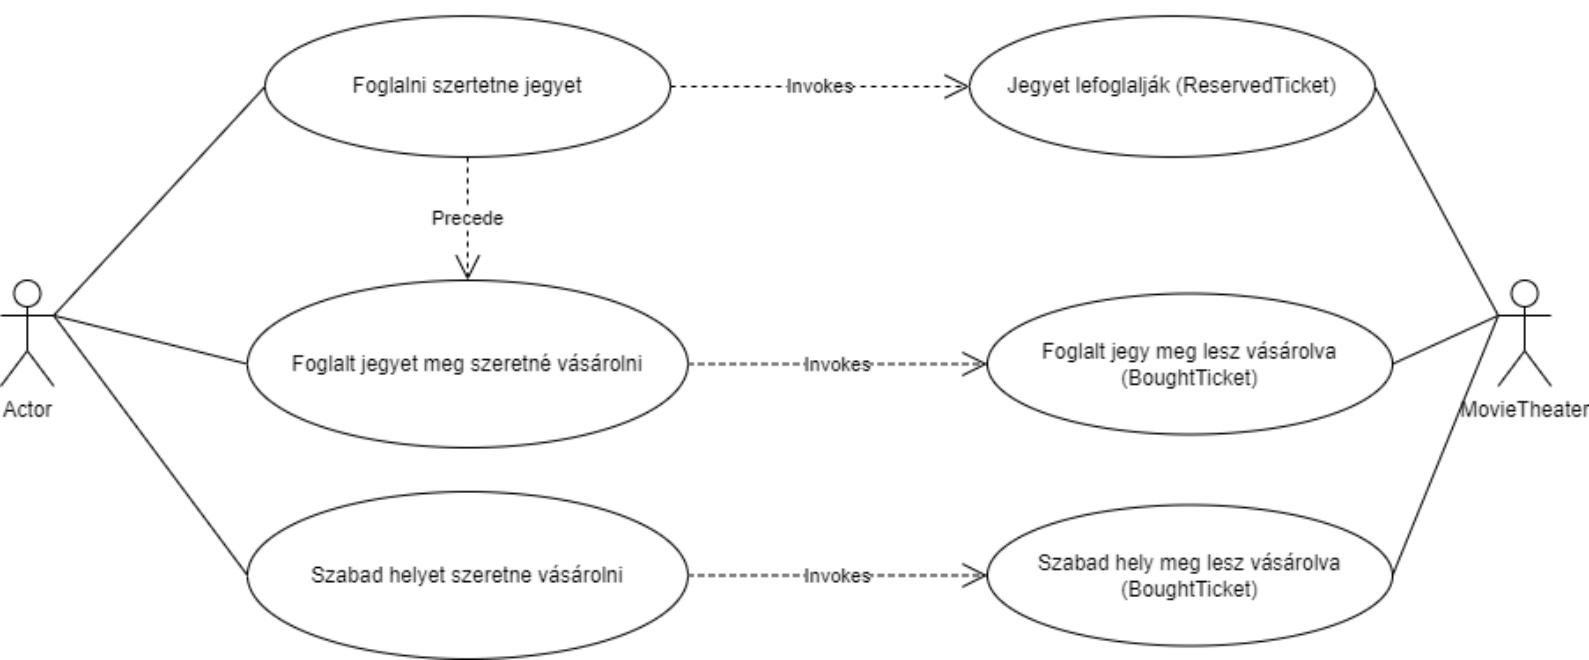 Foglalni szertetne jegyet
Invokes
Jegyet lefoglalják (ReservedTicket)
Precede
Foglalt jegyet meg szeretné vásárolni
Invokes
Foglalt jegy meg lesz vásárolva
(BoughtTicket)
Actor
MovieTheater
Szabad helyet szeretne vásárolni
Invokes
Szabad hely meg lesz vásárolva
(BoughtTicket)